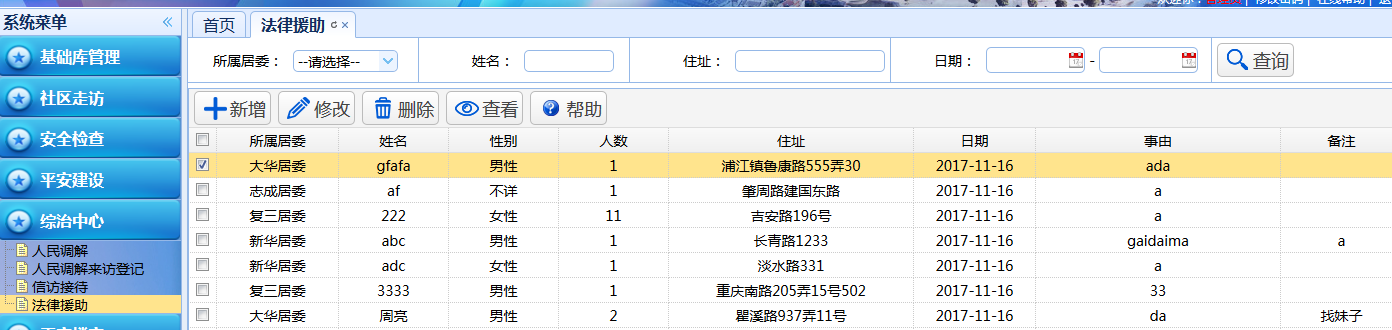 系统菜单
首页
法律援助
所属居委：
--请选择--
姓名：
住址：
日期：
-
查询
基础库管理
社区走访
安全检查
平安建设
综治中心
人民调解
人民调解来访登记
信访接待
法律援助
新增 修改 删除 查看 帮助
所属居委 姓名 性别 人数 住址 日期 事由 备注
大华居委 gfafa 男性 1 浦江镇鲁康路555弄30 2017-11-16 ada
志成居委 af 不详 1 肇周路建国东路 2017-11-16 a
复三居委 222 女性 11 吉安路196号 2017-11-16 a
新华居委 abc 男性 1 长青路1233 2017-11-16 gaidaima a
新华居委 adc 女性 1 淡水路331 2017-11-16 a
复三居委 3333 男性 1 重庆南路205弄15号502 2017-11-16 33
大华居委 周亮 男性 2 瞿溪路937弄11号 2017-11-16 da 找妹子